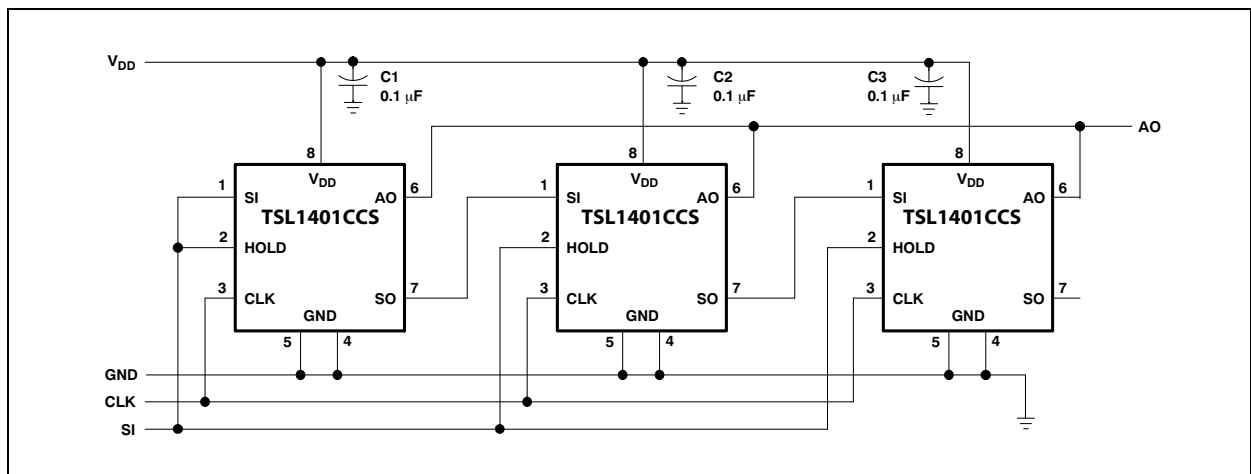 VDD
C1
0.1 μF
C2
0.1 μF
C3
0.1 μF
AO
8
8
8
1
SI
VDD
AO
6
TSL1401CCS
2
HOLD
3
CLK
SO
7
GND
5
4
1
SI
VDD
AO
6
TSL1401CCS
2
HOLD
3
CLK
SO
7
GND
5
4
1
SI
VDD
AO
6
TSL1401CCS
2
HOLD
3
CLK
SO
7
GND
5
4
GND
CLK
SI